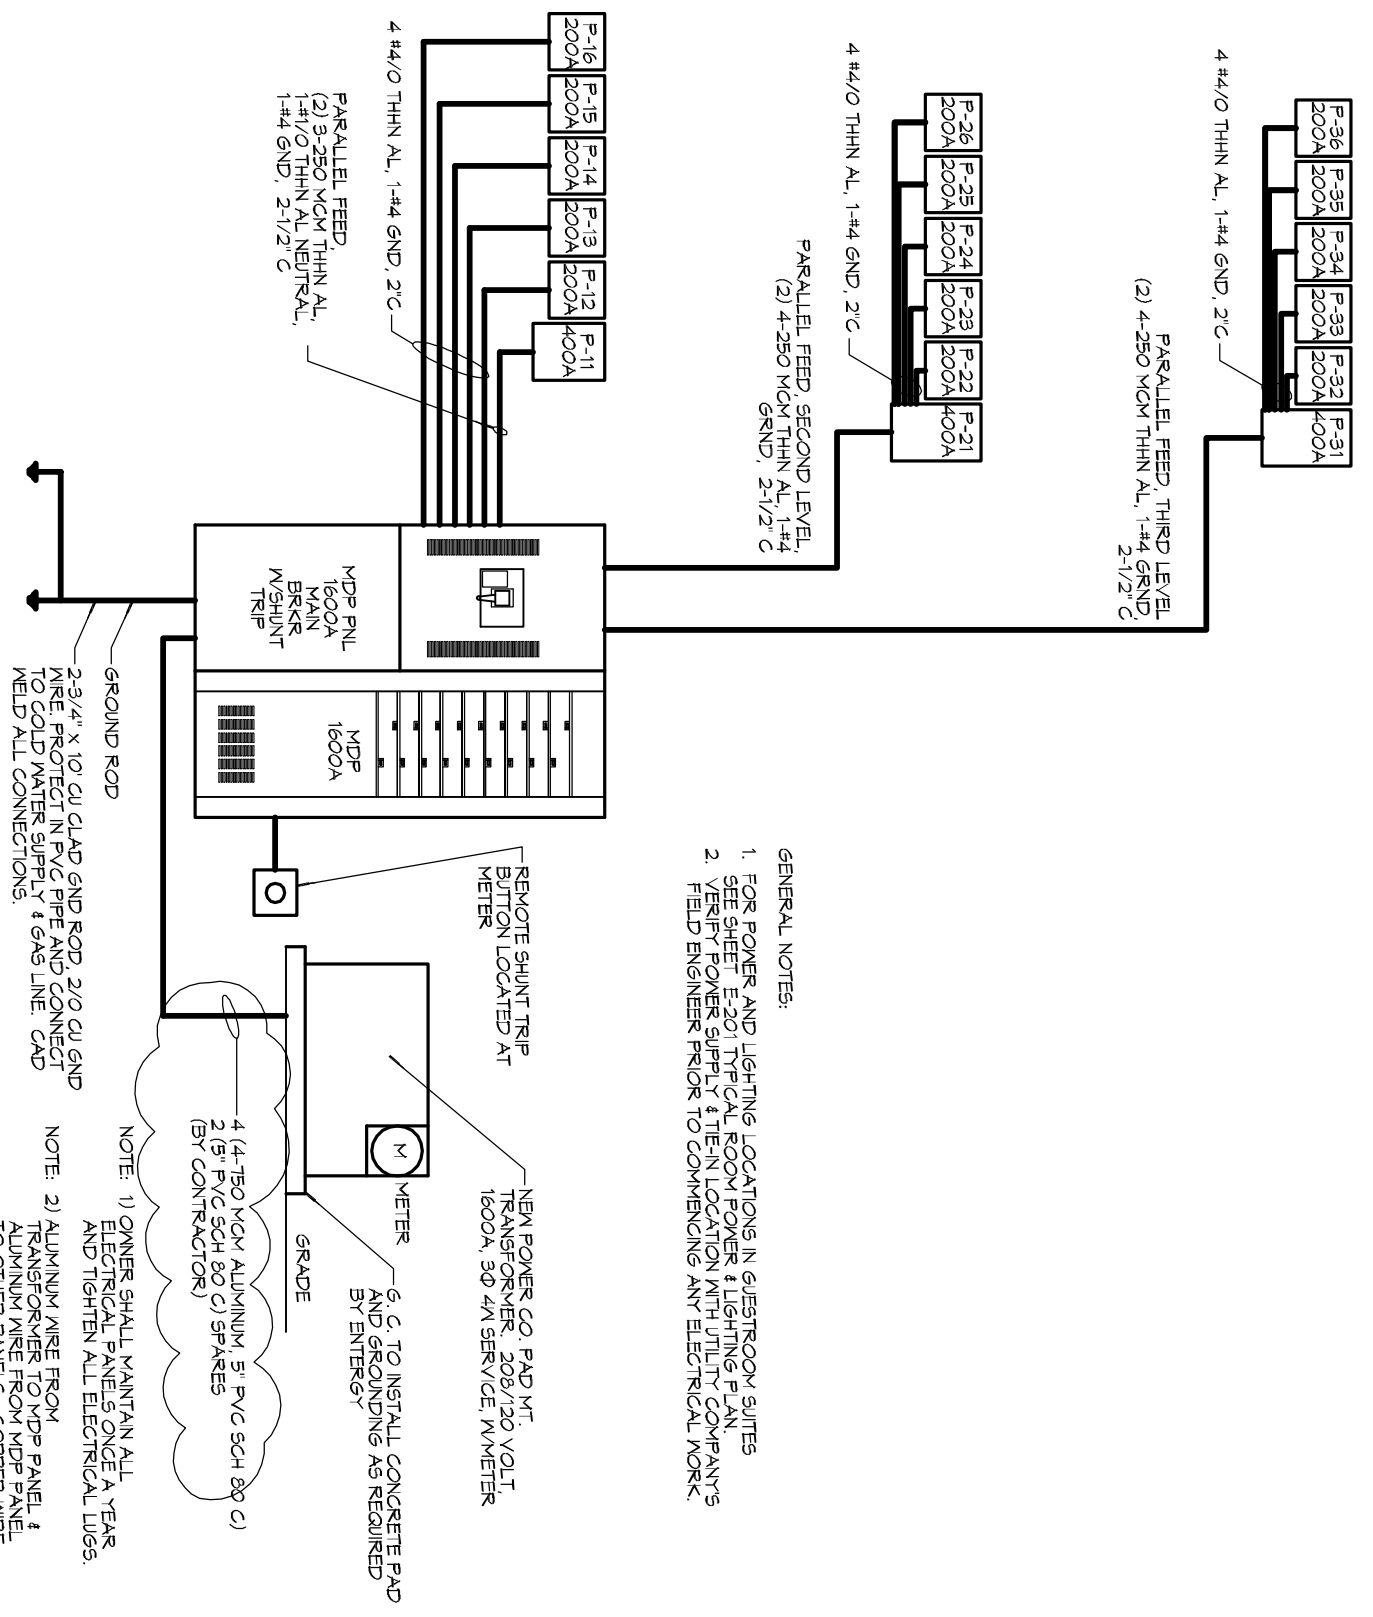 P-36
200A
P-35
200A
P-34
200A
P-33
200A
P-32
200A
P-31
400A
4 #4/0 THHN AL, 1-#4 GND, 2"C
PARALLEL FEED, THIRD LEVEL
(2) 4-250 MCM THHN AL, 1-#4 GRND,
2-1/2" C
P-26
200A
P-25
200A
P-24
200A
P-23
200A
P-22
200A
P-21
400A
4 #4/0 THHN AL, 1-#4 GND, 2"C
PARALLEL FEED, SECOND LEVEL,
(2) 4-250 MCM THHN AL, 1-#4
GRND, 2-1/2" C
P-16
200A
P-15
200A
P-14
200A
P-13
200A
P-12
200A
P-11
400A
4 #4/0 THHN AL, 1-#4 GND, 2"C
PARALLEL FEED,
(2) 3-250 MCM THHN AL,
1-#1/0 THHN AL NEUTRAL,
1-#4 GND, 2-1/2" C
MDP PNL
1600A
MAIN
BRKR
W/SHUNT
TRIP
MDP
1600A
GENERAL NOTES:
1. FOR POWER AND LIGHTING LOCATIONS IN GUESTROOM SUITES
SEE SHEET E-201 TYPICAL ROOM POWER & LIGHTING PLAN.
2. VERIFY POWER SUPPLY & TIE-IN LOCATION WITH UTILITY COMPANY'S
FIELD ENGINEER PRIOR TO COMMENCING ANY ELECTRICAL WORK.
REMOTE SHUNT TRIP
BUTTON LOCATED AT
METER
NEW POWER CO. PAD MT.
TRANSFORMER. 208/120 VOLT,
1600A, 3Φ 4W SERVICE, W/METER
M
METER
G. C. TO INSTALL CONCRETE PAD
AND GROUNDING AS REQUIRED
BY ENTERGY
GRADE
4 (4-750 MCM ALUMINUM, 5" PVC SCH 80 C)
2 (5" PVC SCH 80 C) SPARES
(BY CONTRACTOR)
GROUND ROD
2-3/4" x 10' CU CLAD GND ROD, 2/0 CU GND
WIRE. PROTECT IN PVC PIPE AND CONNECT
TO COLD WATER SUPPLY & GAS LINE. CAD
WELD ALL CONNECTIONS.
NOTE: 1) OWNER SHALL MAINTAIN ALL
ELECTRICAL PANELS ONCE A YEAR
AND TIGHTEN ALL ELECTRICAL LUGS.
NOTE: 2) ALUMINUM WIRE FROM
TRANSFORMER TO MDP PANEL &
ALUMINUM WIRE FROM MDP PANEL